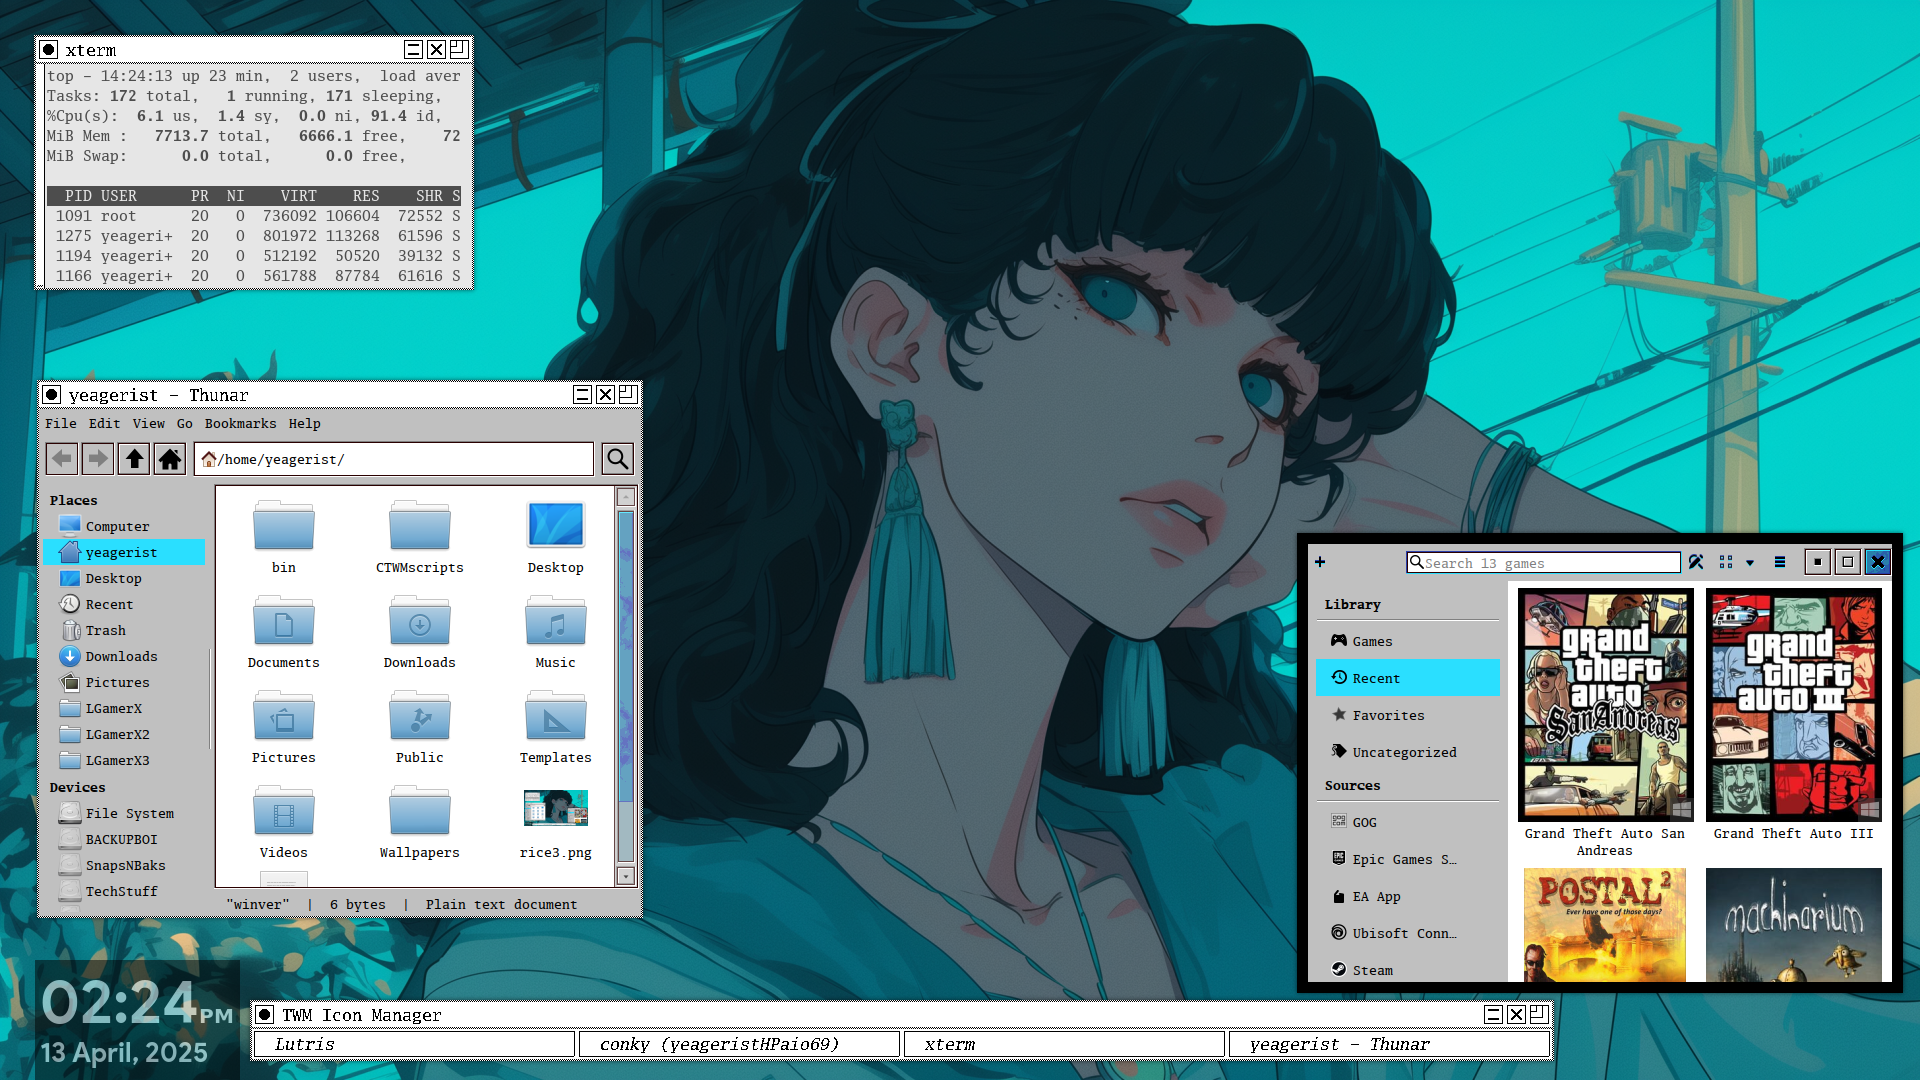 xterm
top - 14:24:13 up 23 min,  2 users,  load aver
Tasks: 172 total,   1 running, 171 sleeping,
%Cpu(s):  6.1 us,  1.4 sy,  0.0 ni, 91.4 id,
MiB Mem :   7713.7 total,   6666.1 free,    72
MiB Swap:      0.0 total,      0.0 free,
PID USER      PR  NI    VIRT    RES    SHR S
1091 root      20   0  736092 106604  72552 S
1275 yeageri+  20   0  801972 113268  61596 S
1194 yeageri+  20   0  512192  50520  39132 S
1166 yeageri+  20   0  561788  87784  61616 S
yeagerist - Thunar
File Edit View Go Bookmarks Help
/home/yeagerist/
Places
Computer
yeagerist
Desktop
Recent
Trash
Downloads
Pictures
LGamerX
LGamerX2
LGamerX3
Devices
File System
BACKUPBOI
SnapsNBaks
TechStuff
bin CTWMscripts Desktop
Documents Downloads Music
Pictures Public Templates
Videos Wallpapers rice3.png
"winver" | 6 bytes | Plain text document
Search 13 games
Library
Games
Recent
Favorites
Uncategorized
Sources
GOG
Epic Games S…
EA App
Ubisoft Conn…
Steam
grand theft auto San Andreas
grand theft auto III
Grand Theft Auto San Andreas
Grand Theft Auto III
POSTAL 2
Ever have one of those days?
machinarium
02:24 PM
13 April, 2025
TWM Icon Manager
Lutris
conky (yeageristHPaio69)
xterm
yeagerist - Thunar